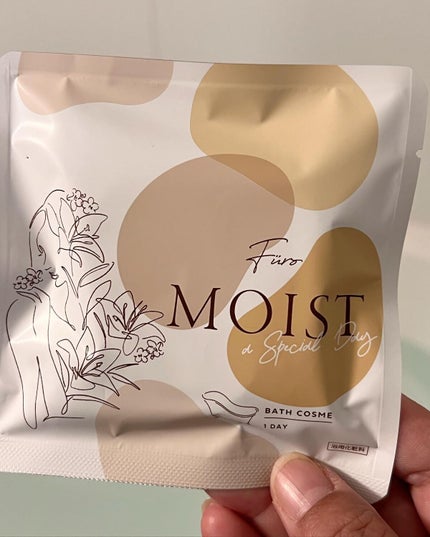 Füro
MOIST
a Special Day
BATH COSME
1 DAY
浴用化粧料